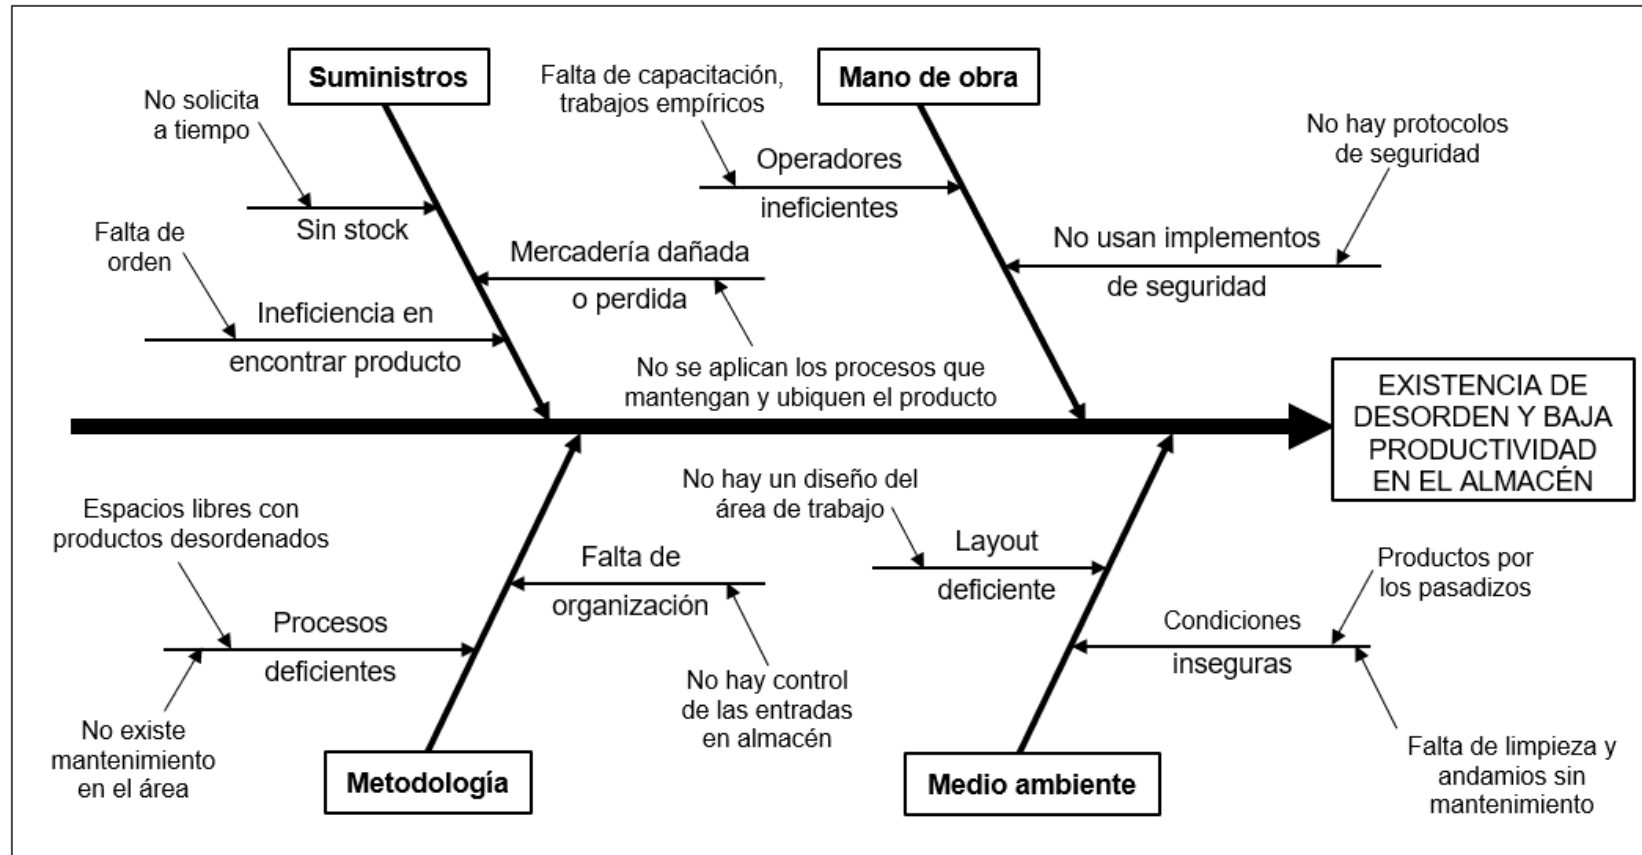 Suministros
No solicita
a tiempo
Sin stock
Falta de
orden
Ineficiencia en
encontrar producto
Mercadería dañada
o perdida
No se aplican los procesos que
mantengan y ubiquen el producto
Mano de obra
Falta de capacitación,
trabajos empíricos
Operadores
ineficientes
No hay protocolos
de seguridad
No usan implementos
de seguridad
EXISTENCIA DE
DESORDEN Y BAJA
PRODUCTIVIDAD
EN EL ALMACÉN
Espacios libres con
productos desordenados
Procesos
deficientes
No existe
mantenimiento
en el área
Falta de
organización
No hay control
de las entradas
en almacén
Metodología
No hay un diseño del
área de trabajo
Layout
deficiente
Productos por
los pasadizos
Condiciones
inseguras
Falta de limpieza y
andamios sin
mantenimiento
Medio ambiente